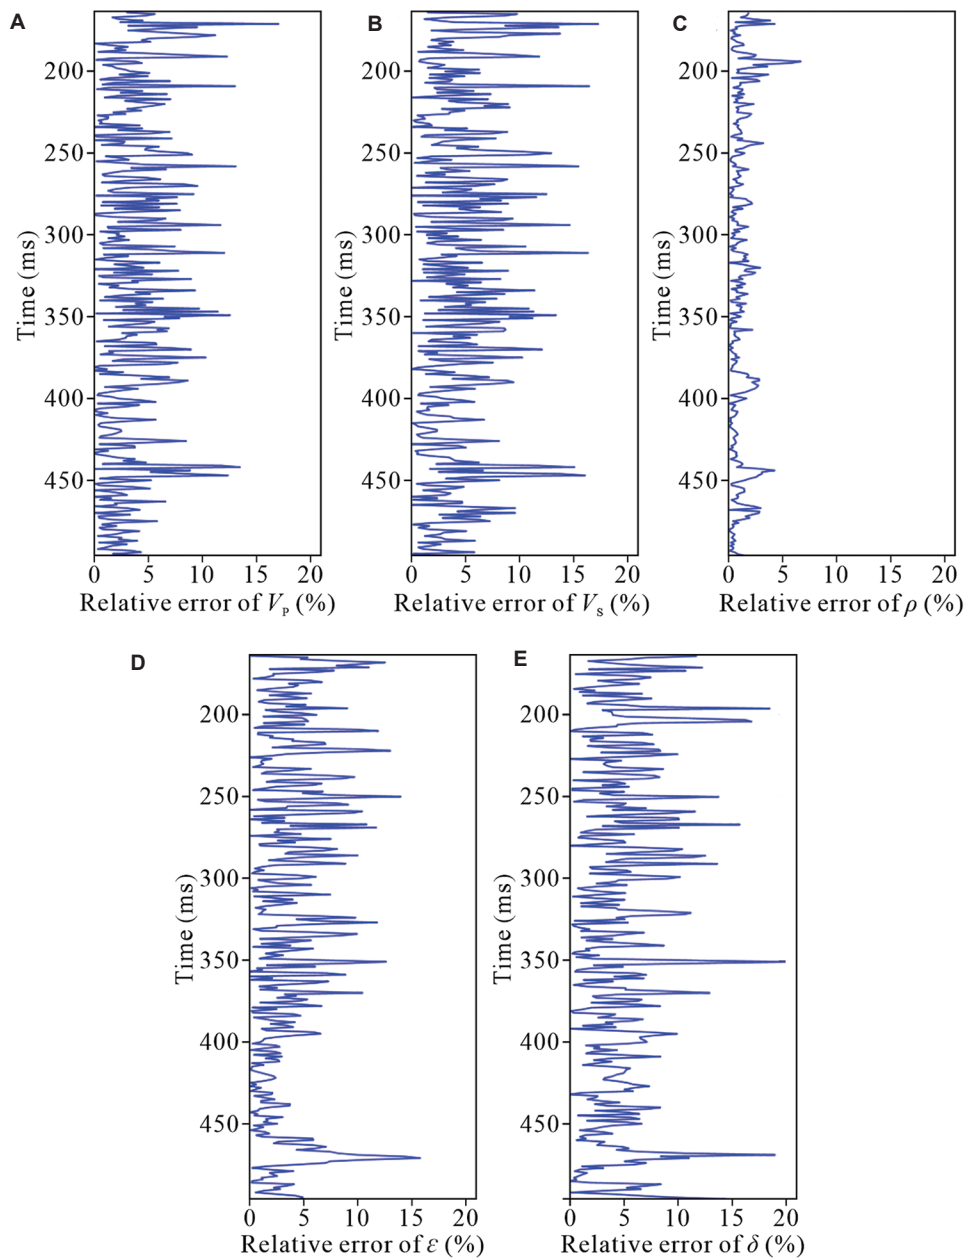 A
B
C
200
250
300
350
400
450
Time (ms)
0 5 10 15 20
Relative error of VP (%)
200
250
300
350
400
450
Time (ms)
0 5 10 15 20
Relative error of VS (%)
200
250
300
350
400
450
Time (ms)
0 5 10 15 20
Relative error of ρ (%)
D
E
200
250
300
350
400
450
Time (ms)
0 5 10 15 20
Relative error of ε (%)
200
250
300
350
400
450
Time (ms)
0 5 10 15 20
Relative error of δ (%)